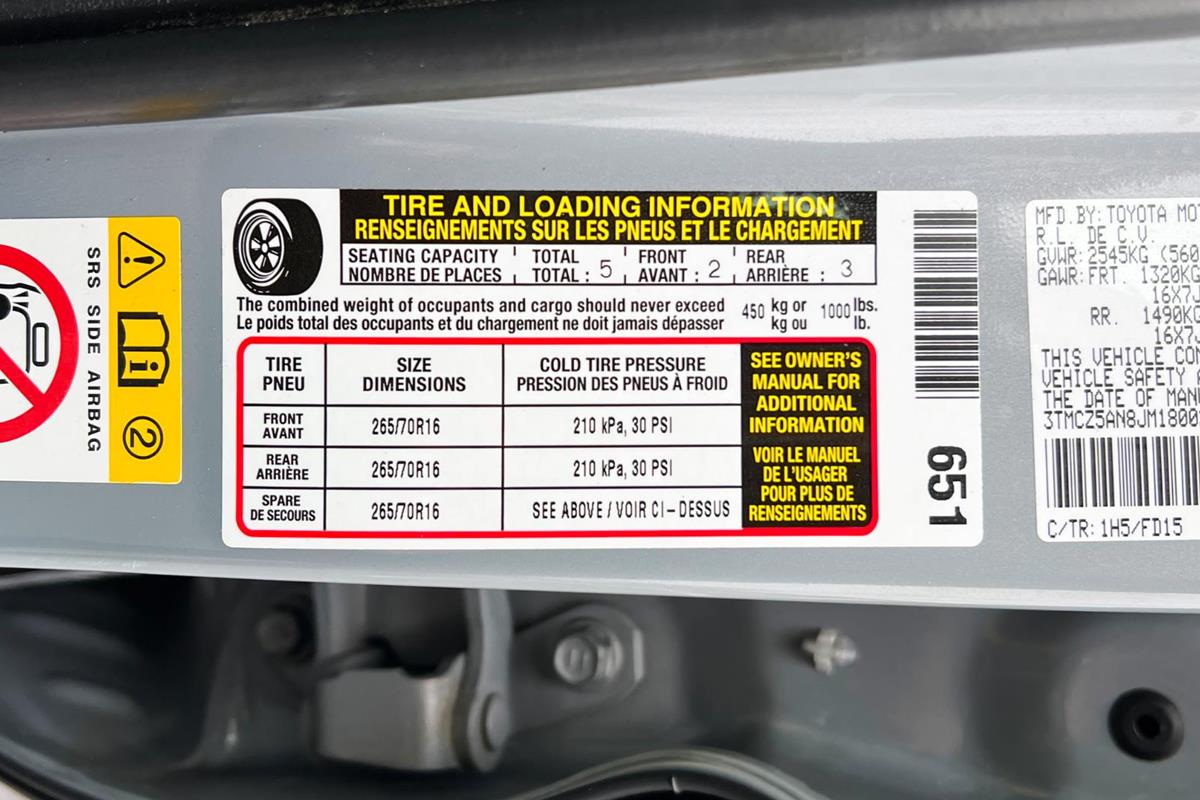 SRS SIDE AIRBAG
2
TIRE AND LOADING INFORMATION
RENSEIGNEMENTS SUR LES PNEUS ET LE CHARGEMENT
SEATING CAPACITY TOTAL FRONT REAR
NOMBRE DE PLACES TOTAL : 5 AVANT : 2 ARRIÈRE : 3
The combined weight of occupants and cargo should never exceed 450 kg or 1000 lbs.
Le poids total des occupants et du chargement ne doit jamais dépasser kg ou lb.
TIRE SIZE COLD TIRE PRESSURE
PNEU DIMENSIONS PRESSION DES PNEUS À FROID
FRONT
AVANT 265/70R16 210 kPa, 30 PSI
REAR
ARRIÈRE 265/70R16 210 kPa, 30 PSI
SPARE
DE SECOURS 265/70R16 SEE ABOVE / VOIR CI-DESSUS
SEE OWNER'S
MANUAL FOR
ADDITIONAL
INFORMATION
VOIR LE MANUEL
DE L'USAGER
POUR PLUS DE
RENSEIGNEMENTS
651
MFD.BY: TOYOTA MOT
R.L. DE C.V.
GVWR: 2545KG (560
GAWR: FRT. 1320KG
16X7J
RR. 1490KG
16X7J
THIS VEHICLE CON
VEHICLE SAFETY A
THE DATE OF MANU
3TMCZ5AN8JM1800
C/TR: 1H5/FD15